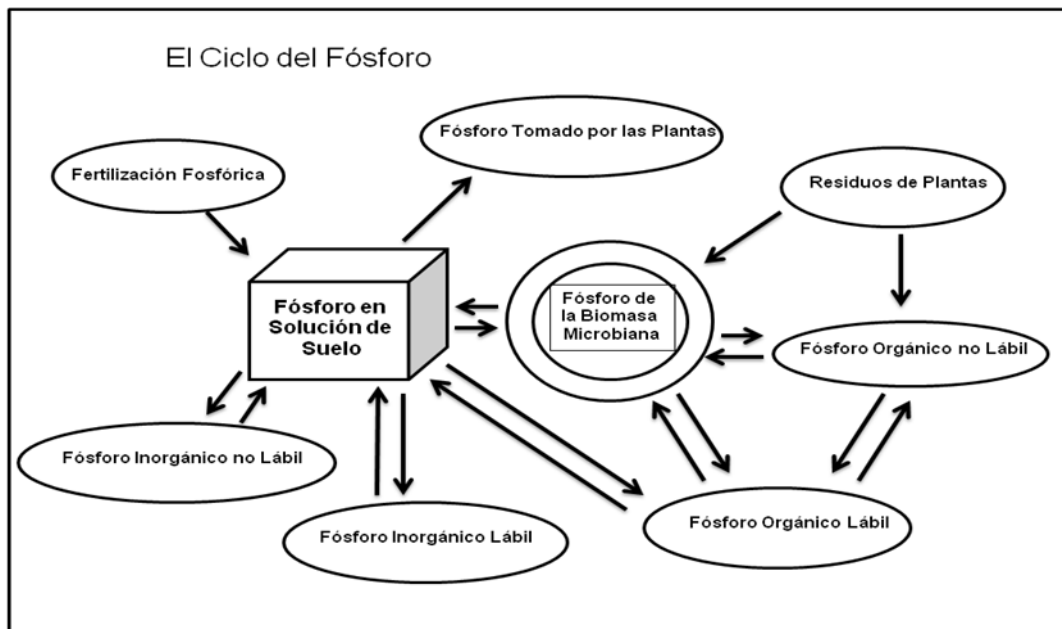 El Ciclo del Fósforo
Fósforo Tomado por las Plantas
Fertilización Fosfórica
Residuos de Plantas
Fósforo en
Solución de
Suelo
Fósforo de
la Biomasa
Microbiana
Fósforo Orgánico no Lábil
Fósforo Inorgánico no Lábil
Fósforo Inorgánico Lábil
Fósforo Orgánico Lábil